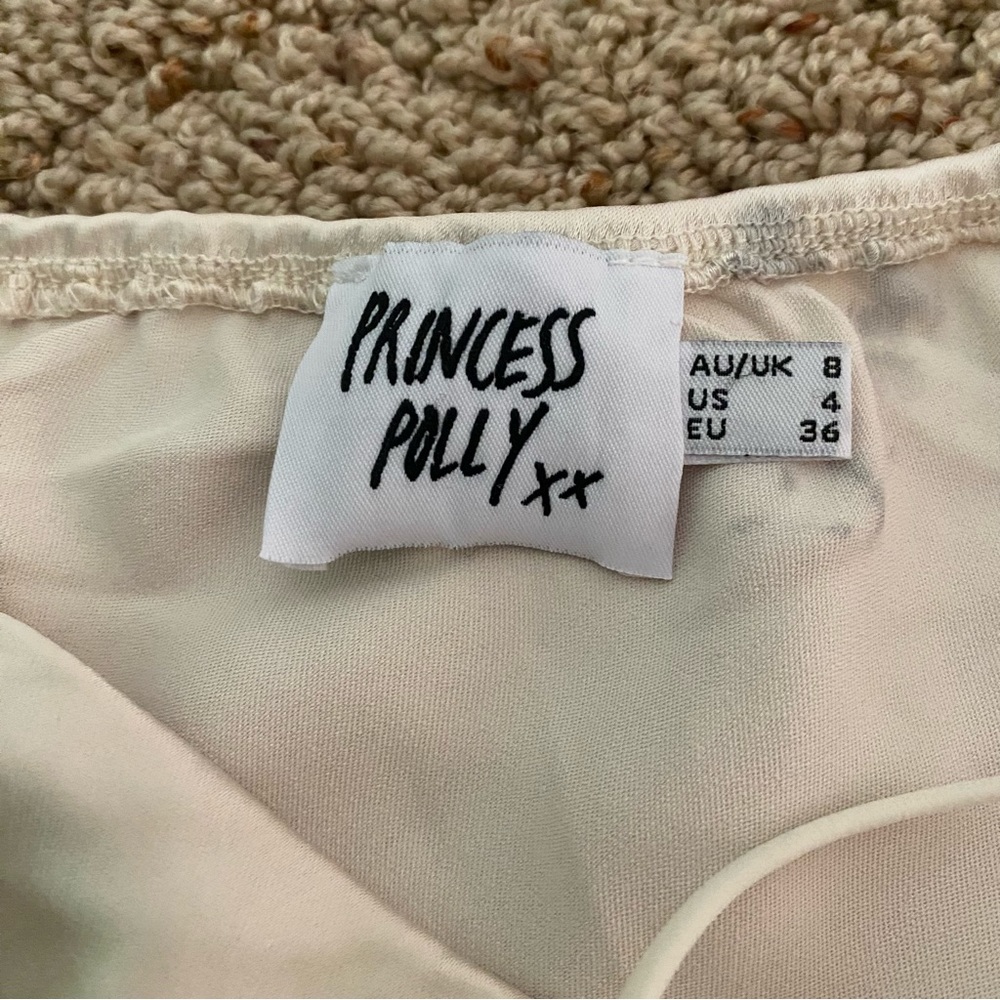 PRINCESS
POLLY xx
AU/UK 8
US 4
EU 36